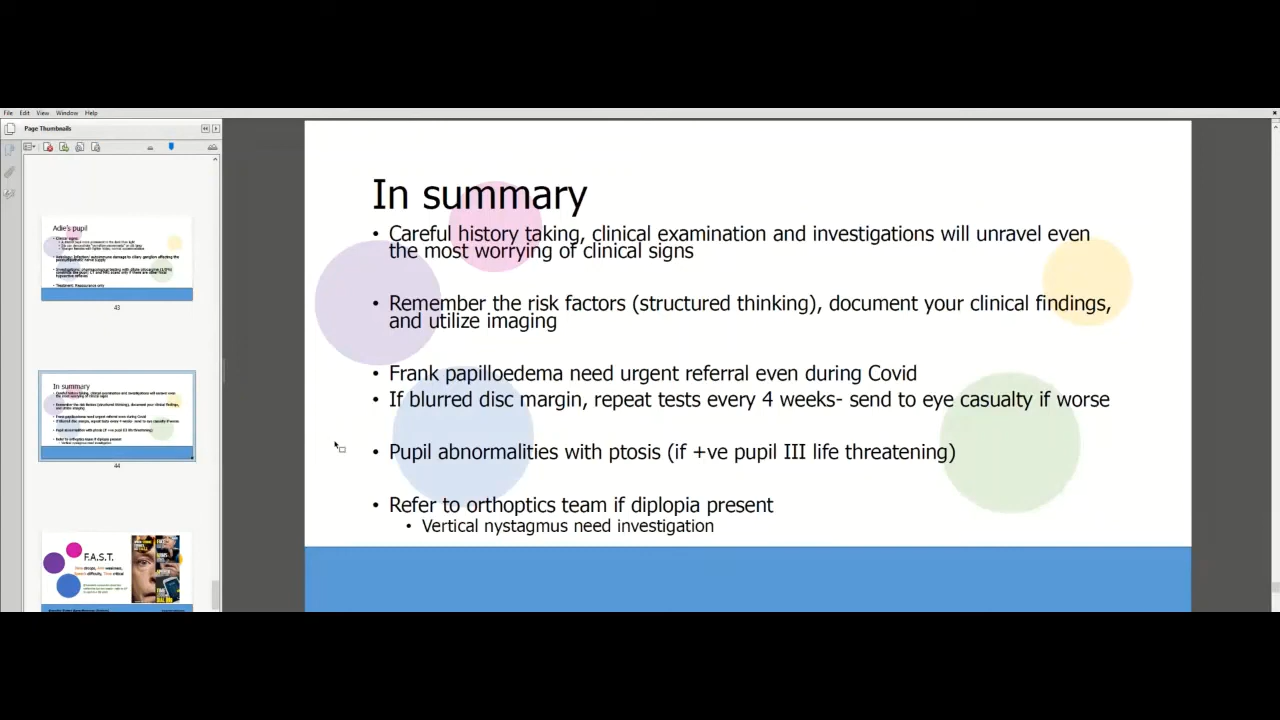 File Edit View Window Help
Page Thumbnails
Adie's pupil
43
In summary
44
F.A.S.T.
In summary
• Careful history taking, clinical examination and investigations will unravel even
the most worrying of clinical signs
• Remember the risk factors (structured thinking), document your clinical findings,
and utilize imaging
• Frank papilloedema need urgent referral even during Covid
• If blurred disc margin, repeat tests every 4 weeks- send to eye casualty if worse
• Pupil abnormalities with ptosis (if +ve pupil III life threatening)
• Refer to orthoptics team if diplopia present
• Vertical nystagmus need investigation